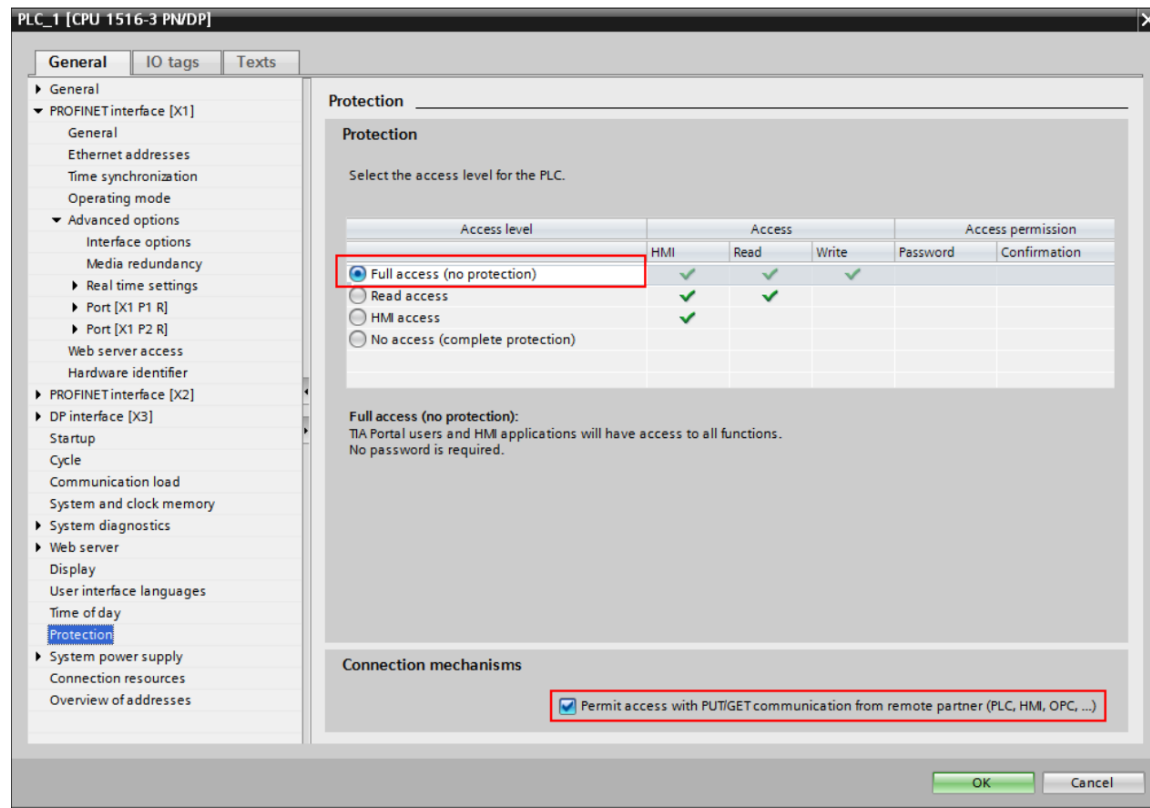 PLC_1 [CPU 1516-3 PN/DP]
General IO tags Texts
General
PROFINET interface [X1]
General
Ethernet addresses
Time synchronization
Operating mode
Advanced options
Interface options
Media redundancy
Real time settings
Port [X1 P1 R]
Port [X1 P2 R]
Web server access
Hardware identifier
PROFINET interface [X2]
DP interface [X3]
Startup
Cycle
Communication load
System and clock memory
System diagnostics
Web server
Display
User interface languages
Time of day
Protection
System power supply
Connection resources
Overview of addresses
Protection
Protection
Select the access level for the PLC.
Access level Access Access permission
HMI Read Write Password Confirmation
Full access (no protection)
Read access
HMI access
No access (complete protection)
Full access (no protection):
TIA Portal users and HMI applications will have access to all functions.
No password is required.
Connection mechanisms
Permit access with PUT/GET communication from remote partner (PLC, HMI, OPC, ...)
OK Cancel